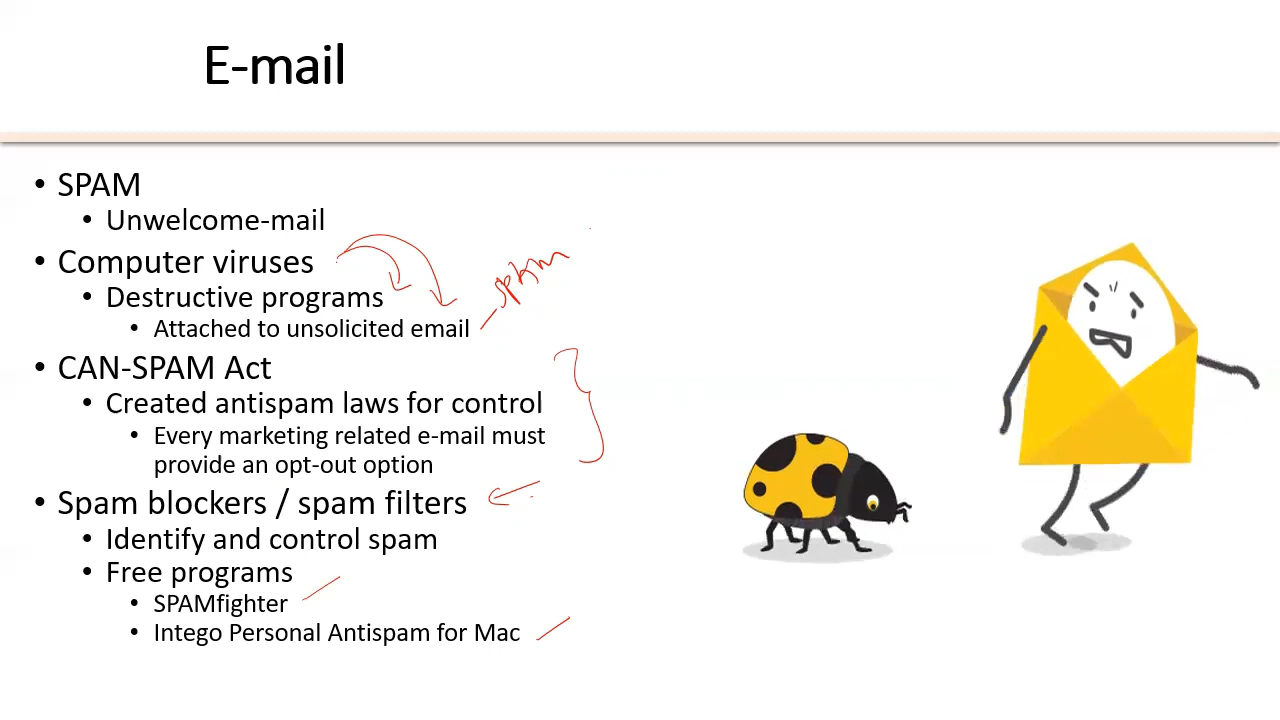 E-mail
• SPAM
• Unwelcome-mail
• Computer viruses
• Destructive programs
spam
• Attached to unsolicited email
• CAN-SPAM Act
• Created antispam laws for control
• Every marketing related e-mail must
provide an opt-out option
• Spam blockers / spam filters
• Identify and control spam
• Free programs
• SPAMfighter
• Intego Personal Antispam for Mac